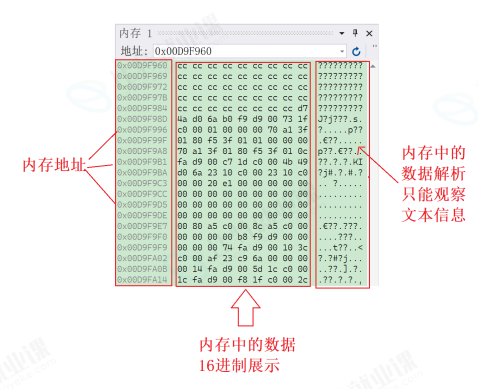 内存 1
地址: 0x00D9F960
0x00D9F960 cc cc cc cc cc cc cc cc cc ?????????
0x00D9F969 cc cc cc cc cc cc cc cc cc ?????????
0x00D9F972 cc cc cc cc cc cc cc cc cc ?????????
0x00D9F97B cc cc cc cc cc cc cc cc cc ?????????
0x00D9F984 cc cc cc cc cc cc cc cc d7 ?????????
0x00D9F98D 4a d0 6a b0 f9 d9 00 73 1f J?j???.s.
0x00D9F996 c0 00 01 00 00 00 70 a1 3f ?.....p??
0x00D9F99F 01 80 f5 3f 01 01 00 00 00 .€??.....
0x00D9F9A8 70 a1 3f 01 80 f5 3f 01 0c p??.€??..
0x00D9F9B1 fa d9 00 c7 1d c0 00 4b 49 ??.?.?.KI
0x00D9F9BA d0 6a 23 10 c0 00 23 10 c0 ?j#.?.#.?
0x00D9F9C3 00 00 20 e1 00 00 00 00 00 .. ?.....
0x00D9F9CC 00 00 00 00 00 00 00 00 00 .........
0x00D9F9D5 00 00 00 00 00 00 00 00 00 .........
0x00D9F9DE 00 00 00 00 00 00 00 00 00 .........
0x00D9F9E7 00 80 a5 c0 00 8c a5 c0 00 .€??.???.
0x00D9F9F0 00 00 00 00 b8 f9 d9 00 00 ....???..
0x00D9F9F9 00 00 00 74 fa d9 00 10 3c ...t??..<
0x00D9FA02 c0 00 af 23 c9 6a 00 00 00 ?.?#?j...
0x00D9FA0B 00 14 fa d9 00 5d 1c c0 00 ..??.].?.
0x00D9FA14 1c fa d9 00 f8 1f c0 00 2c .??.?.?.,
内存地址
内存中的
数据解析
只能观察
文本信息
内存中的数据
16进制展示